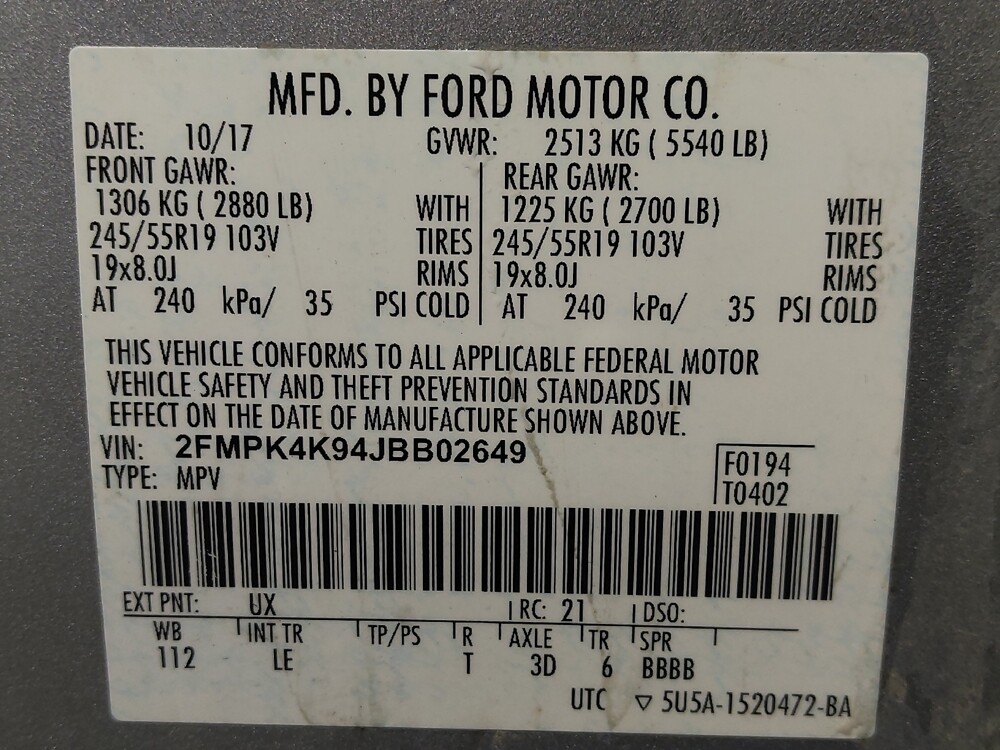 MFD. BY FORD MOTOR CO.
DATE: 10/17 GVWR: 2513 KG ( 5540 LB)
FRONT GAWR: REAR GAWR:
1306 KG ( 2880 LB) WITH 1225 KG ( 2700 LB) WITH
245/55R19 103V TIRES 245/55R19 103V TIRES
19x8.0J RIMS 19x8.0J RIMS
AT 240 kPa/ 35 PSI COLD AT 240 kPa/ 35 PSI COLD
THIS VEHICLE CONFORMS TO ALL APPLICABLE FEDERAL MOTOR
VEHICLE SAFETY AND THEFT PREVENTION STANDARDS IN
EFFECT ON THE DATE OF MANUFACTURE SHOWN ABOVE.
VIN: 2FMPK4K94JBB02649
TYPE: MPV
F0194
T0402
EXT PNT: UX RC: 21 DSO:
WB INT TR TP/PS R AXLE TR SPR
112 LE T 3D 6 BBBB
UTC ▽ 5U5A-1520472-BA